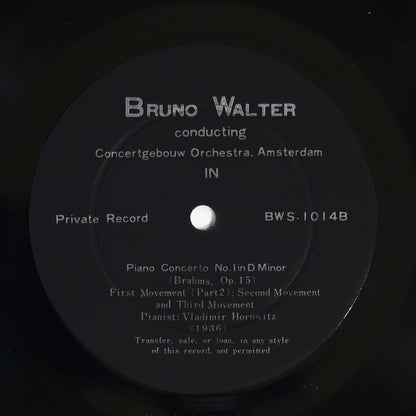 BRUNO WALTER
conducting
Concertgebouw Orchestra, Amsterdam
IN
Private Record BWS-1014B
Piano Concerto No.1 in D Minor
(Brahms, Op.15)
First Movement (Part2); Second Movement
and Third Movement
Pianist: Vladimir Horowitz
(1936)
Transfer, sale, or loan, in any style
of this record, not permitted